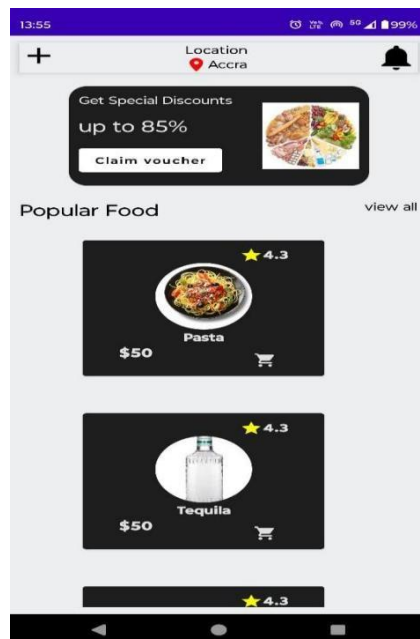 13:55
5G 99%
Location
Accra
Get Special Discounts
up to 85%
Claim voucher
Popular Food
view all
4.3
Pasta
$50
4.3
Tequila
$50
4.3